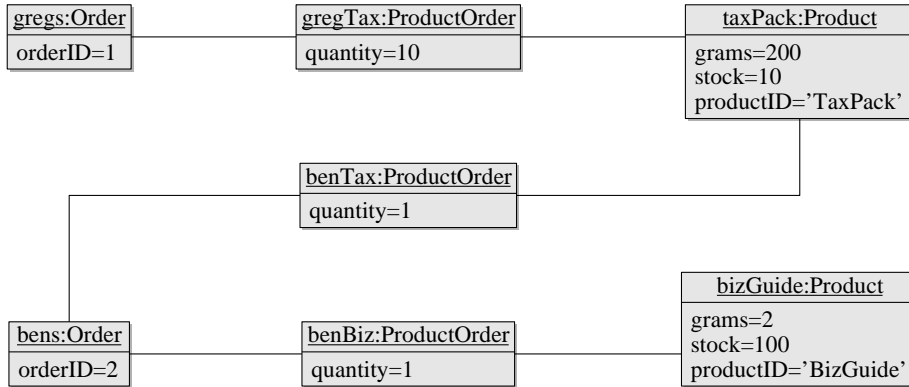 gregs:Order
orderID=1
gregTax:ProductOrder
quantity=10
taxPack:Product
grams=200
stock=10
productID=’TaxPack’
benTax:ProductOrder
quantity=1
bens:Order
orderID=2
benBiz:ProductOrder
quantity=1
bizGuide:Product
grams=2
stock=100
productID=’BizGuide’